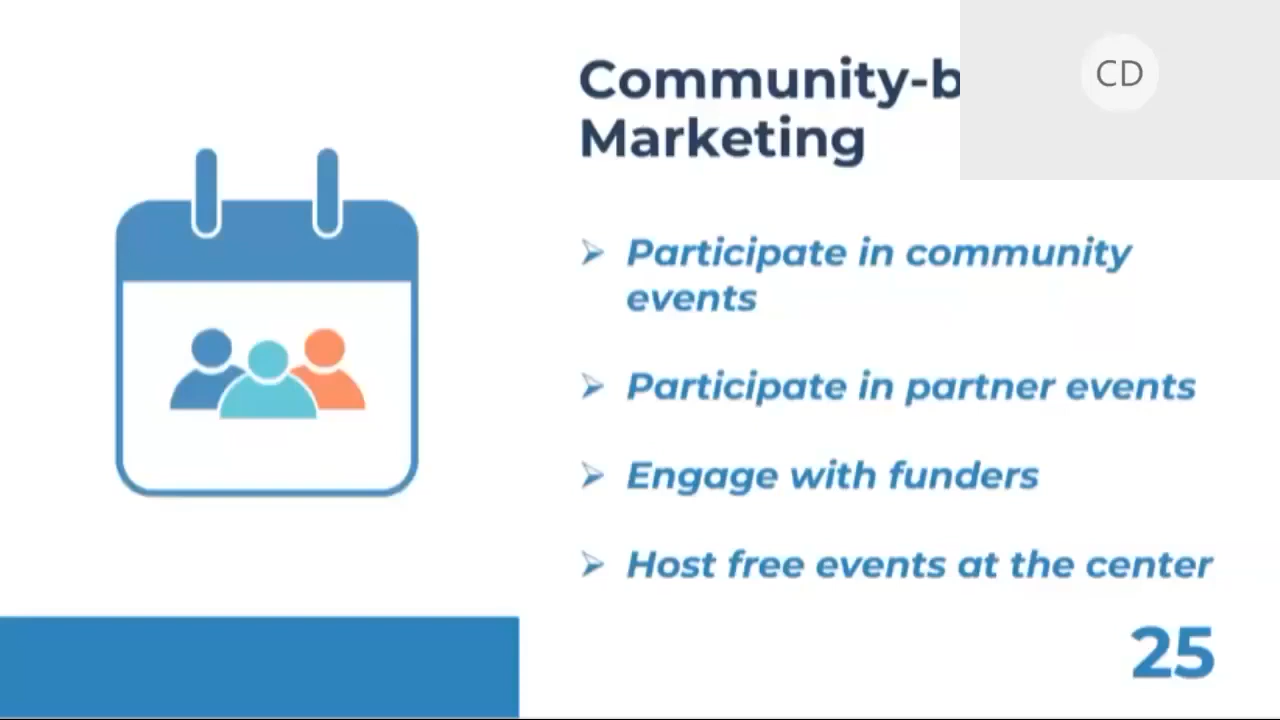 Community-b
Marketing
CD
Participate in community
events
Participate in partner events
Engage with funders
Host free events at the center
25